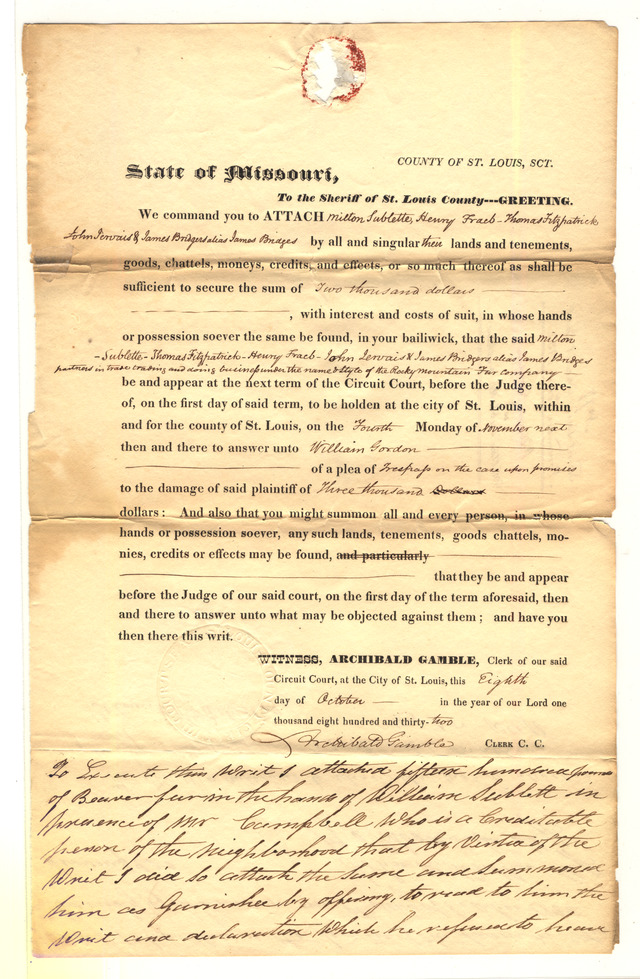 COUNTY OF ST. LOUIS, SCT.
State of Missouri,
To the Sheriff of St. Louis County---GREETING.
We command you to ATTACH Milton Sublette, Henry Fraeb - Thomas Fitzpatrick
John Jervais & James Bridgers alias James Bridges by all and singular their lands and tenements,
goods, chattels, moneys, credits, and effects, or so much thereof as shall be
sufficient to secure the sum of Two thousand dollars
, with interest and costs of suit, in whose hands
or possession soever the same be found, in your bailiwick, that the said Milton
- Sublette - Thomas Fitzpatrick - Henry Fraeb - John Jervais & James Bridgers alias James Bridges
partners in trade trading and doing business under the name & style of the Rocky Mountain Fur Company
be and appear at the next term of the Circuit Court, before the Judge there-
of, on the first day of said term, to be holden at the city of St. Louis, within
and for the county of St. Louis, on the Fourth Monday of November next
then and there to answer unto William Gordon
of a plea of Trespass on the case upon promises
to the damage of said plaintiff of Three thousand Dollars
dollars: And also that you might summon all and every person, in whose
hands or possession soever, any such lands, tenements, goods chattels, mo-
nies, credits or effects may be found, and particularly
that they be and appear
before the Judge of our said court, on the first day of the term aforesaid, then
and there to answer unto what may be objected against them; and have you
then there this writ.
WITNESS, ARCHIBALD GAMBLE, Clerk of our said
Circuit Court, at the City of St. Louis, this Eighth
day of October in the year of our Lord one
thousand eight hundred and thirty-two
Archibald Gamble CLERK C. C.
To Execute this Writ I attached fifteen hundred pounds
of Beaver fur in the hands of William Sublett in
presence of Mr Campbell Who is a Creditable
person of the Neighborhood that by Virtue of the
Writ I did so attach the Same and Summoned
him as Garnishee by offering, to read to him the
Writ and declaration Which he refused to hear